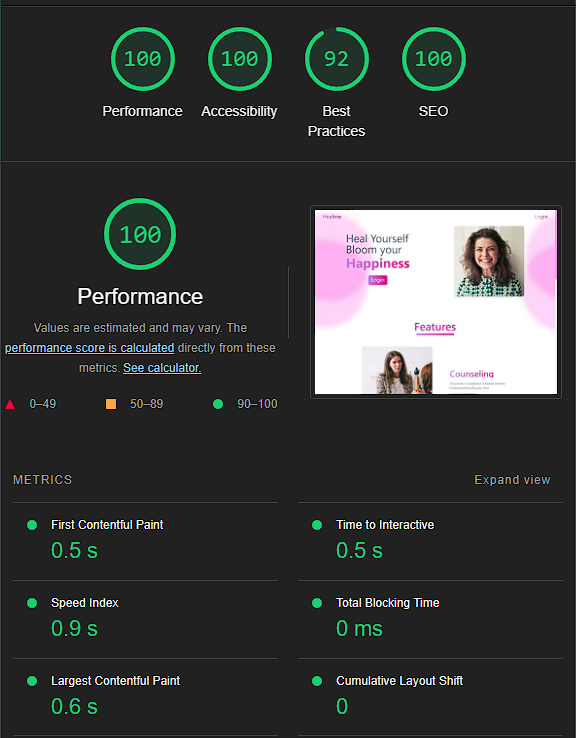 100
100
92
100
Performance
Accessibility
Best
Practices
SEO
100
Performance
Values are estimated and may vary. The
performance score is calculated directly from these
metrics. See calculator.
0–49
50–89
90–100
Healme
Login
Heal Yourself
Bloom your
Happiness
Login
Features
Counseling
METRICS
Expand view
First Contentful Paint
0.5 s
Time to Interactive
0.5 s
Speed Index
0.9 s
Total Blocking Time
0 ms
Largest Contentful Paint
0.6 s
Cumulative Layout Shift
0